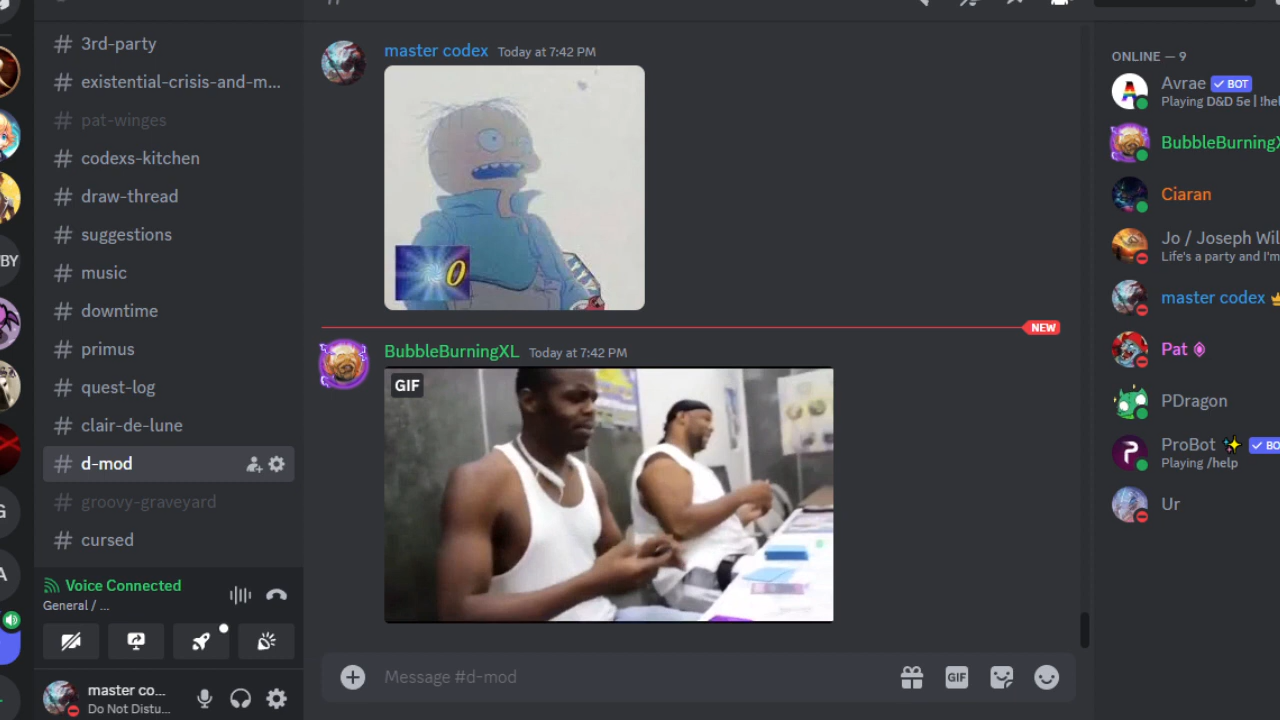 BY
G
A
3rd-party
existential-crisis-and-m...
pat-winges
codexs-kitchen
draw-thread
suggestions
music
downtime
primus
quest-log
clair-de-lune
d-mod
groovy-graveyard
cursed
Voice Connected
General / ...
master co...
Do Not Distu...
master codex Today at 7:42 PM
0
NEW
BubbleBurningXL Today at 7:42 PM
GIF
Message #d-mod
GIF
ONLINE — 9
Avrae ✓ BOT
Playing D&D 5e | !hel
BubbleBurningX
Ciaran
Jo / Joseph Wil
Life's a party and I'm
master codex
Pat
PDragon
ProBot ✨ ✓ BO
Playing /help
Ur